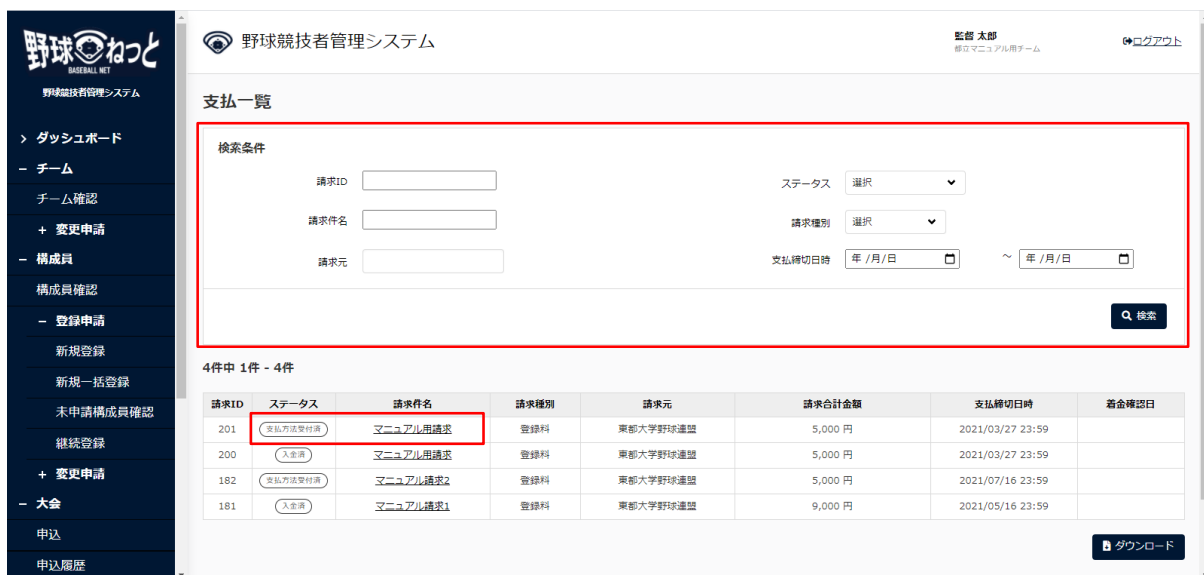 野球ねっと
BASEBALL NET
野球競技者管理システム
> ダッシュボード
− チーム
チーム確認
+ 変更申請
− 構成員
構成員確認
− 登録申請
新規登録
新規一括登録
未申請構成員確認
継続登録
+ 変更申請
− 大会
申込
申込履歴
野球競技者管理システム
監督 太郎
都立マニュアル用チーム
ログアウト
支払一覧
検索条件
請求ID
ステータス 選択
請求件名
請求種別 選択
請求元
支払締切日時 年 /月/日 ～ 年 /月/日
検索
4件中 1件 - 4件
請求ID ステータス 請求件名 請求種別 請求元 請求合計金額 支払締切日時 着金確認日
201 支払方法受付済 マニュアル用請求 登録料 東都大学野球連盟 5,000 円 2021/03/27 23:59
200 入金済 マニュアル用請求 登録料 東都大学野球連盟 5,000 円 2021/03/27 23:59
182 支払方法受付済 マニュアル請求2 登録料 東都大学野球連盟 5,000 円 2021/07/16 23:59
181 入金済 マニュアル請求1 登録料 東都大学野球連盟 9,000 円 2021/05/16 23:59
ダウンロード